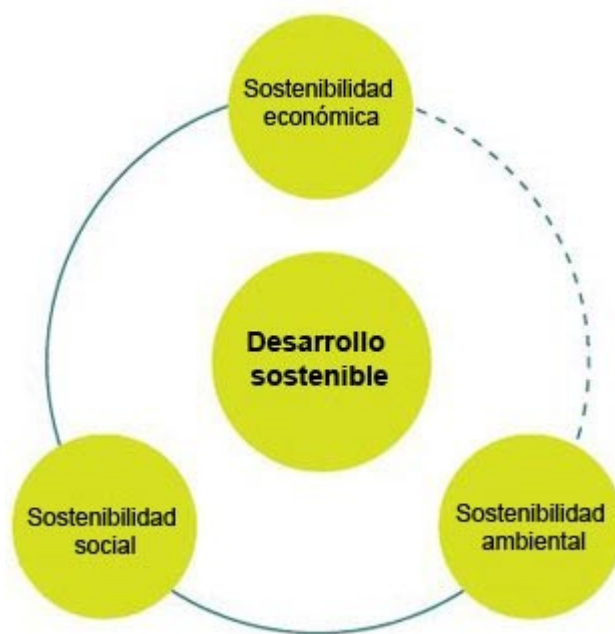 Sostenibilidad
económica
Desarrollo
sostenible
Sostenibilidad
social
Sostenibilidad
ambiental